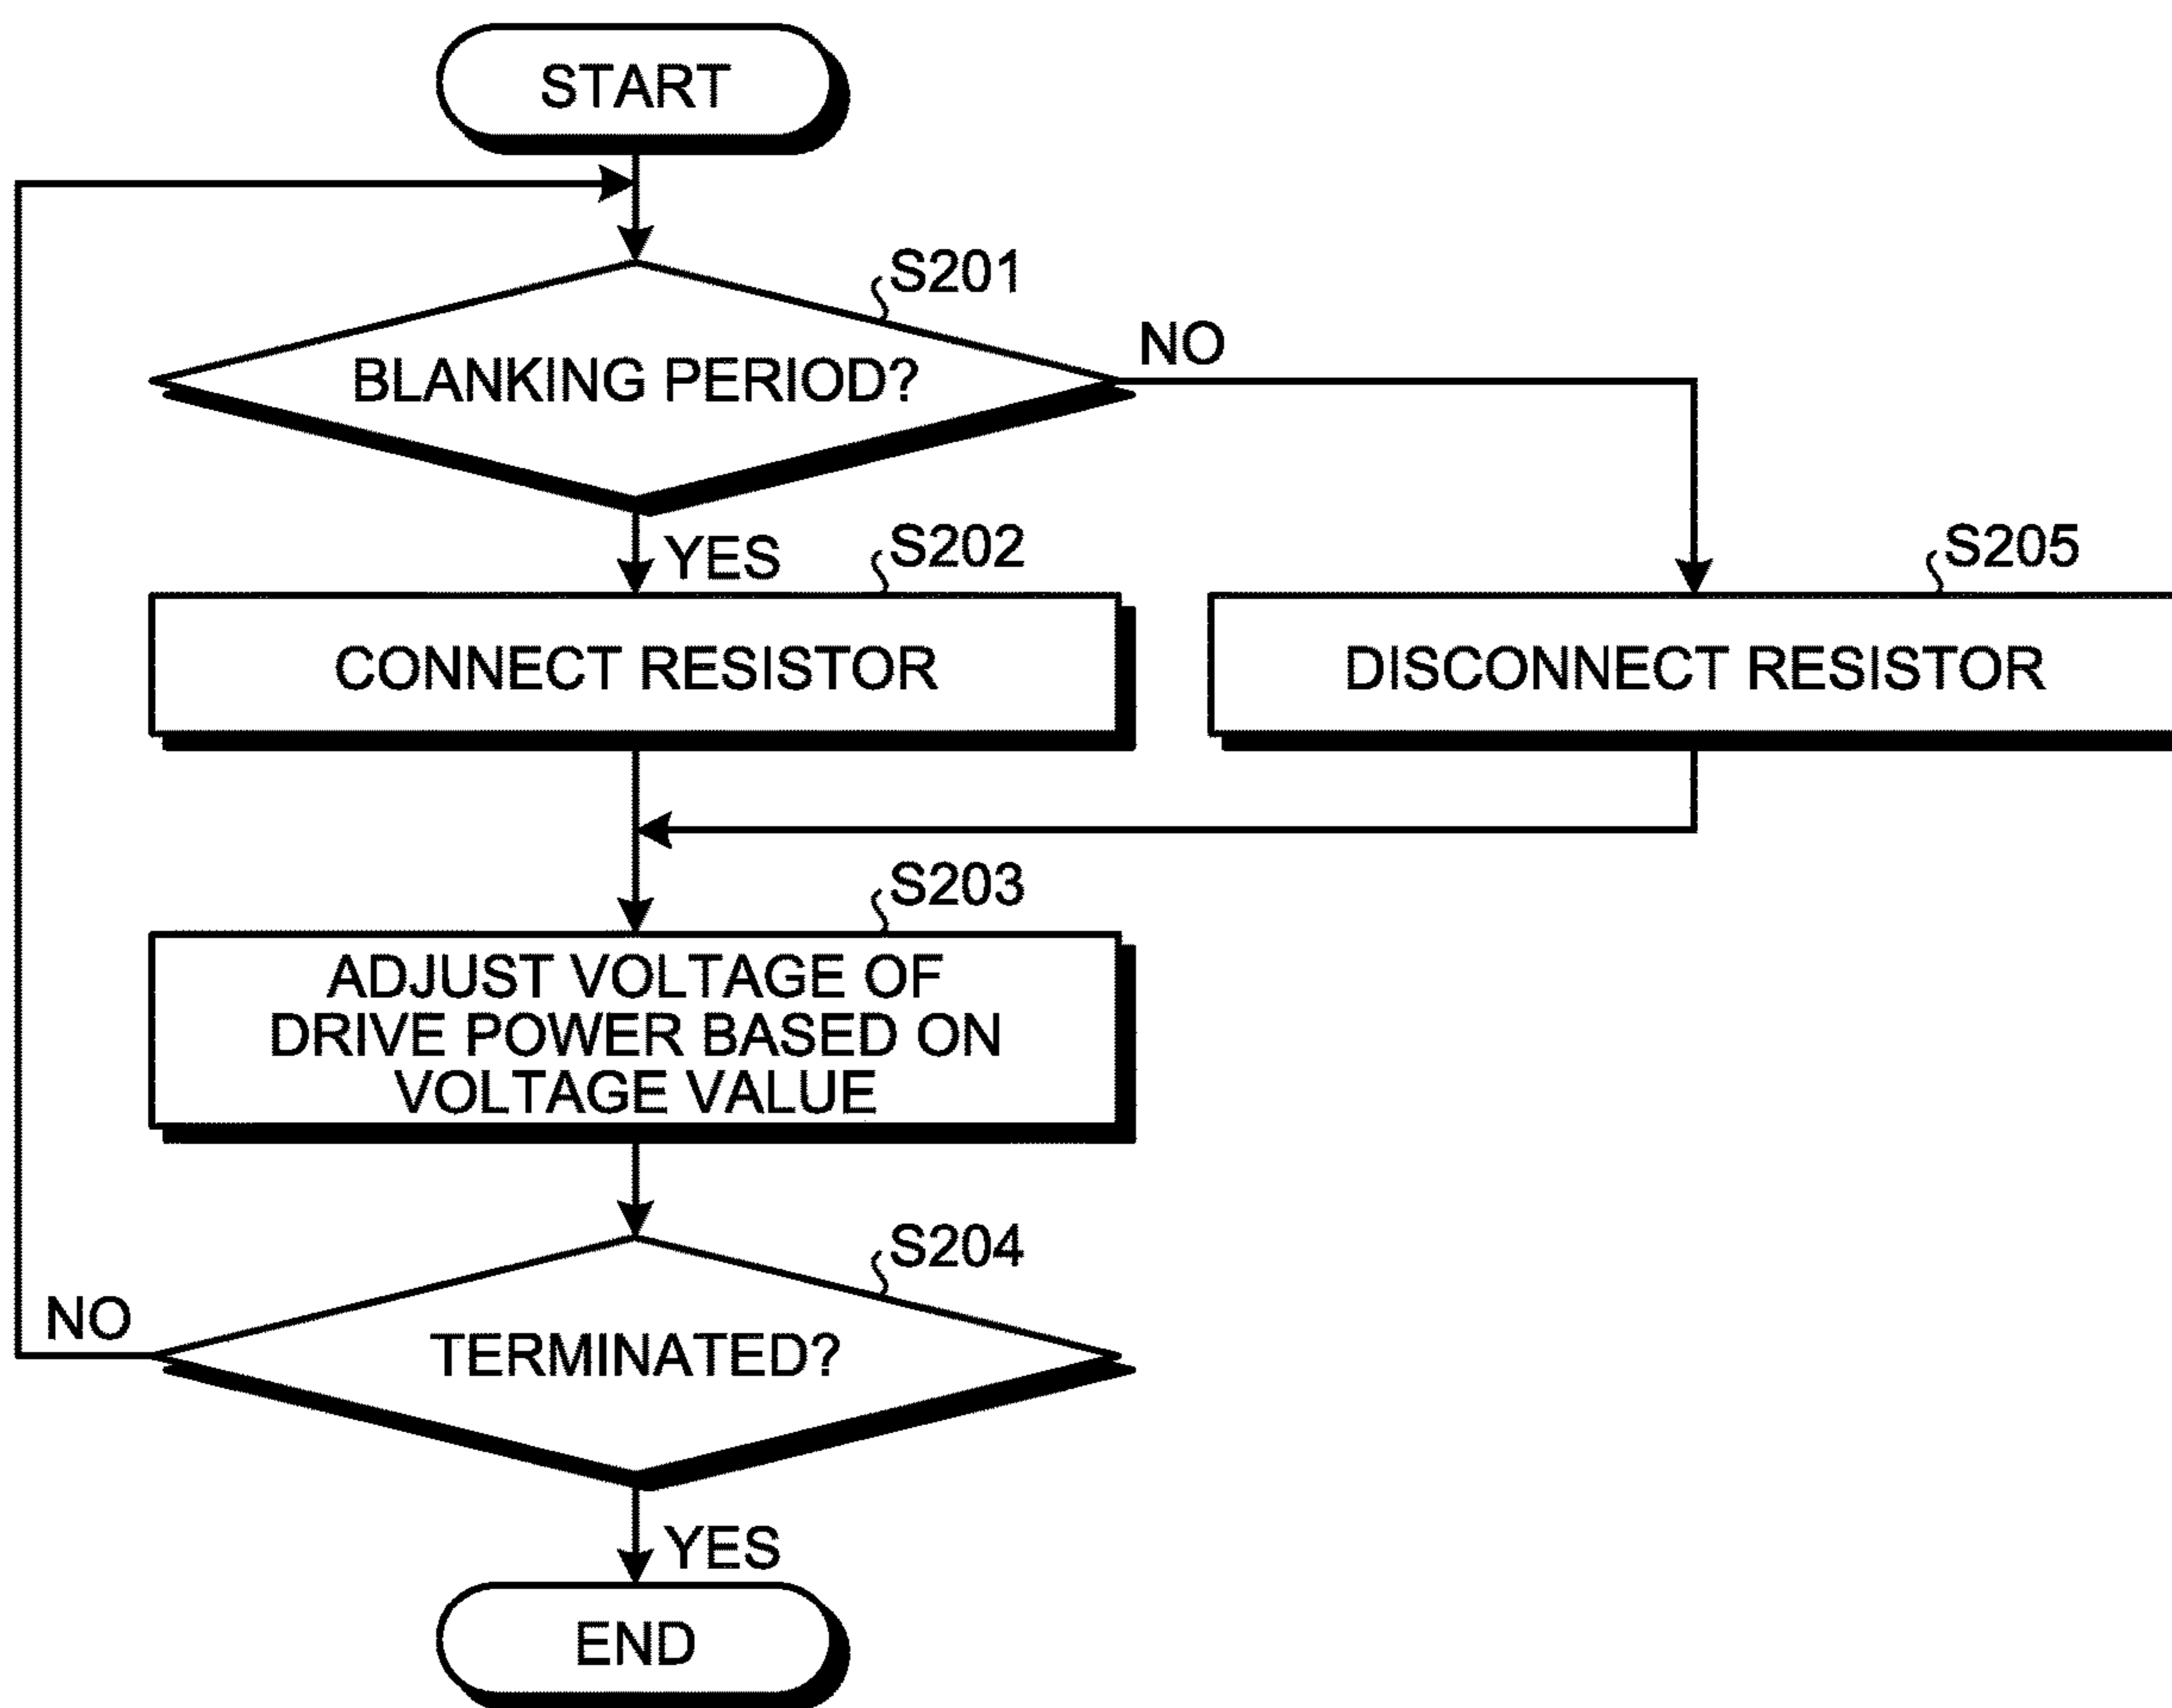 START
S201
BLANKING PERIOD?
NO
YES
S202
CONNECT RESISTOR
S205
DISCONNECT RESISTOR
S203
ADJUST VOLTAGE OF
DRIVE POWER BASED ON
VOLTAGE VALUE
S204
TERMINATED?
NO
YES
END